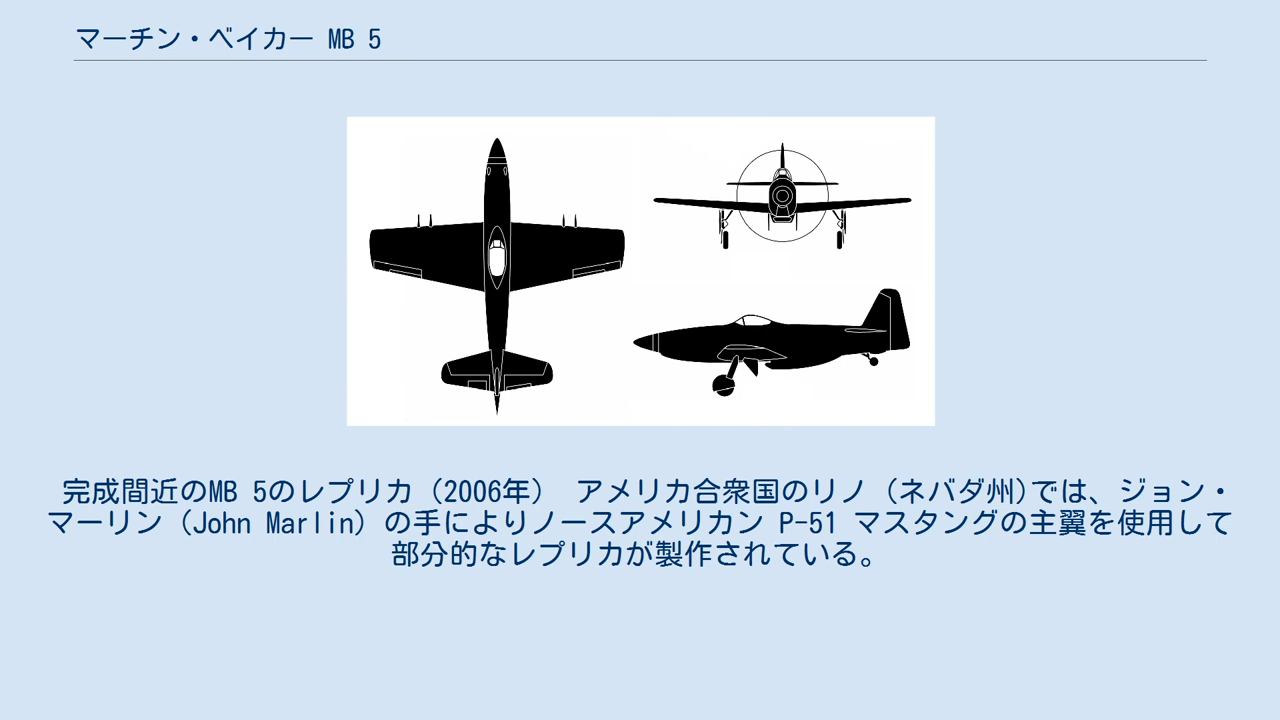 マーチン・ベイカー MB 5
完成間近のMB 5のレプリカ (2006年) アメリカ合衆国のリノ (ネバダ州)では、ジョン・
マーリン (John Marlin) の手によりノースアメリカン P-51 マスタングの主翼を使用して
部分的なレプリカが製作されている。